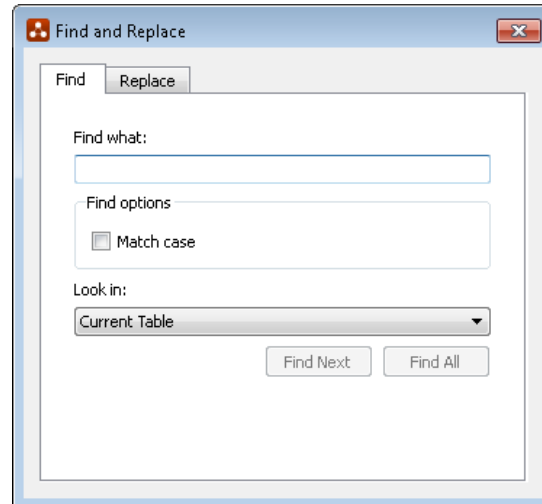 Find and Replace
Find Replace
Find what:
Find options
Match case
Look in:
Current Table
Find Next Find All